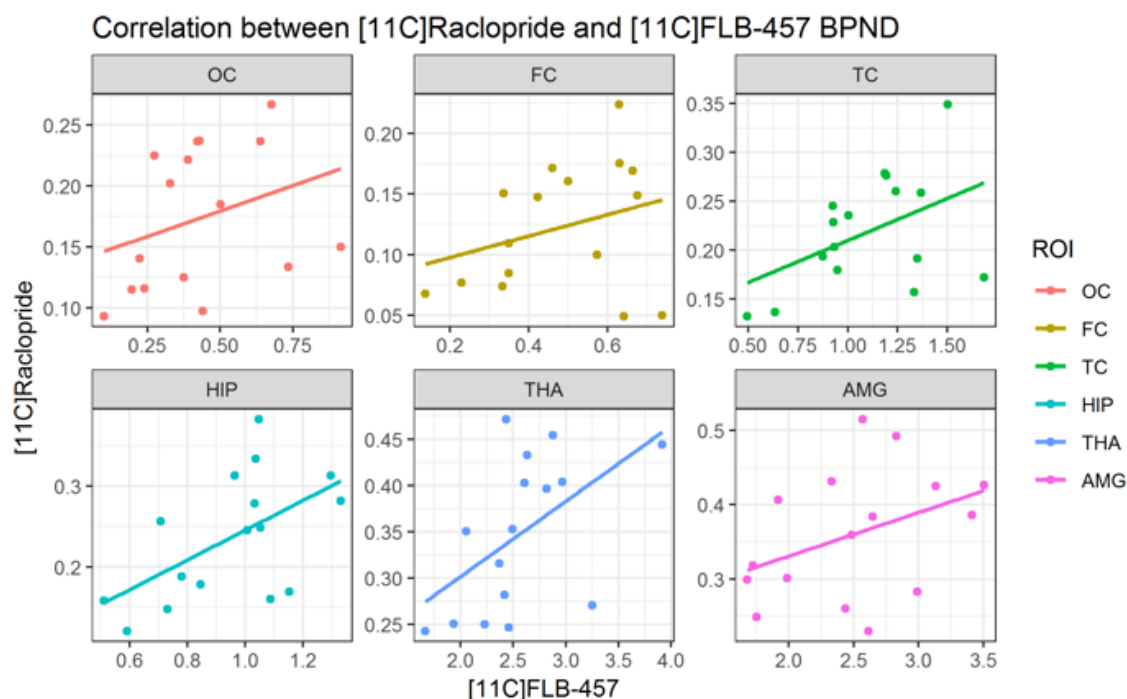 Correlation between [11C]Raclopride and [11C]FLB-457 BPND
OC
FC
TC
0.25
0.20
0.15
0.10
0.20
0.15
0.10
0.05
0.35
0.30
0.25
0.20
0.15
0.25 0.50 0.75
0.2 0.4 0.6
0.50 0.75 1.00 1.25 1.50
[11C]Raclopride
HIP
THA
AMG
0.3
0.2
0.45
0.40
0.35
0.30
0.25
0.5
0.4
0.3
0.6 0.8 1.0 1.2
2.0 2.5 3.0 3.5 4.0
2.0 2.5 3.0 3.5
[11C]FLB-457
ROI
OC
FC
TC
HIP
THA
AMG